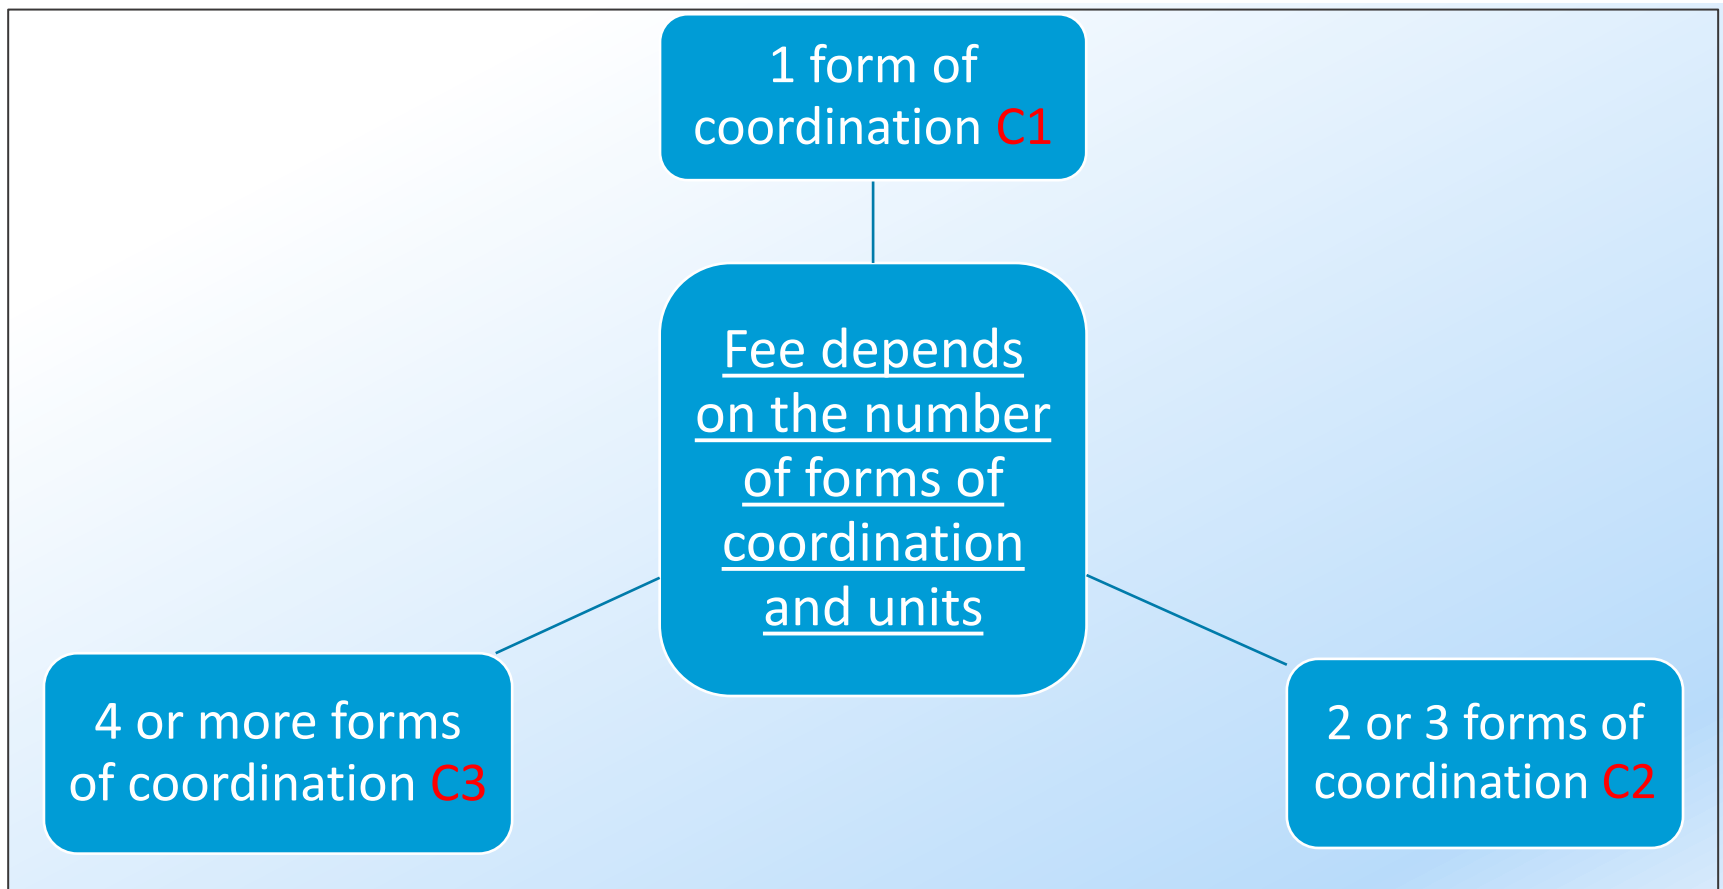 1 form of
coordination C1
Fee depends
on the number
of forms of
coordination
and units
4 or more forms
of coordination C3
2 or 3 forms of
coordination C2